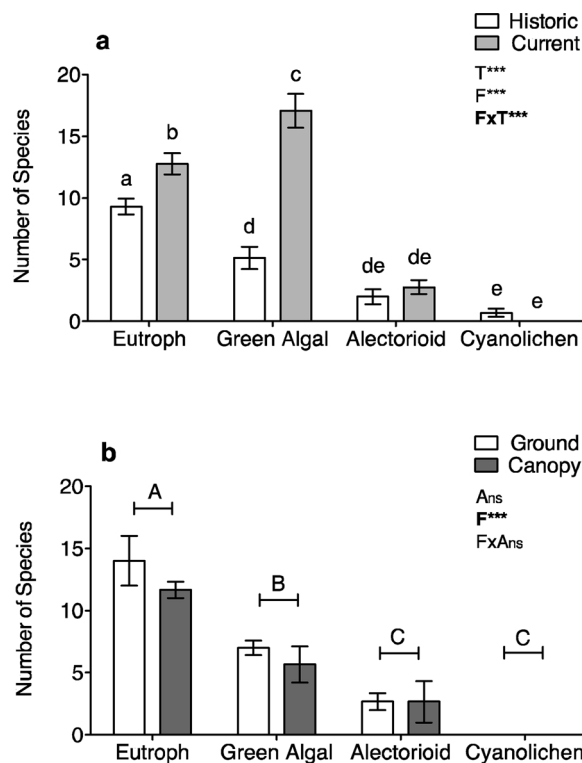 a
Historic
Current
T***
F***
FxT***
Number of Species
20
15
10
5
0
a
b
d
c
de
de
e
e
Eutroph
Green Algal
Alectorioid
Cyanolichen
b
Ground
Canopy
Ans
F***
FxAns
Number of Species
20
15
10
5
0
A
B
C
C
Eutroph
Green Algal
Alectorioid
Cyanolichen